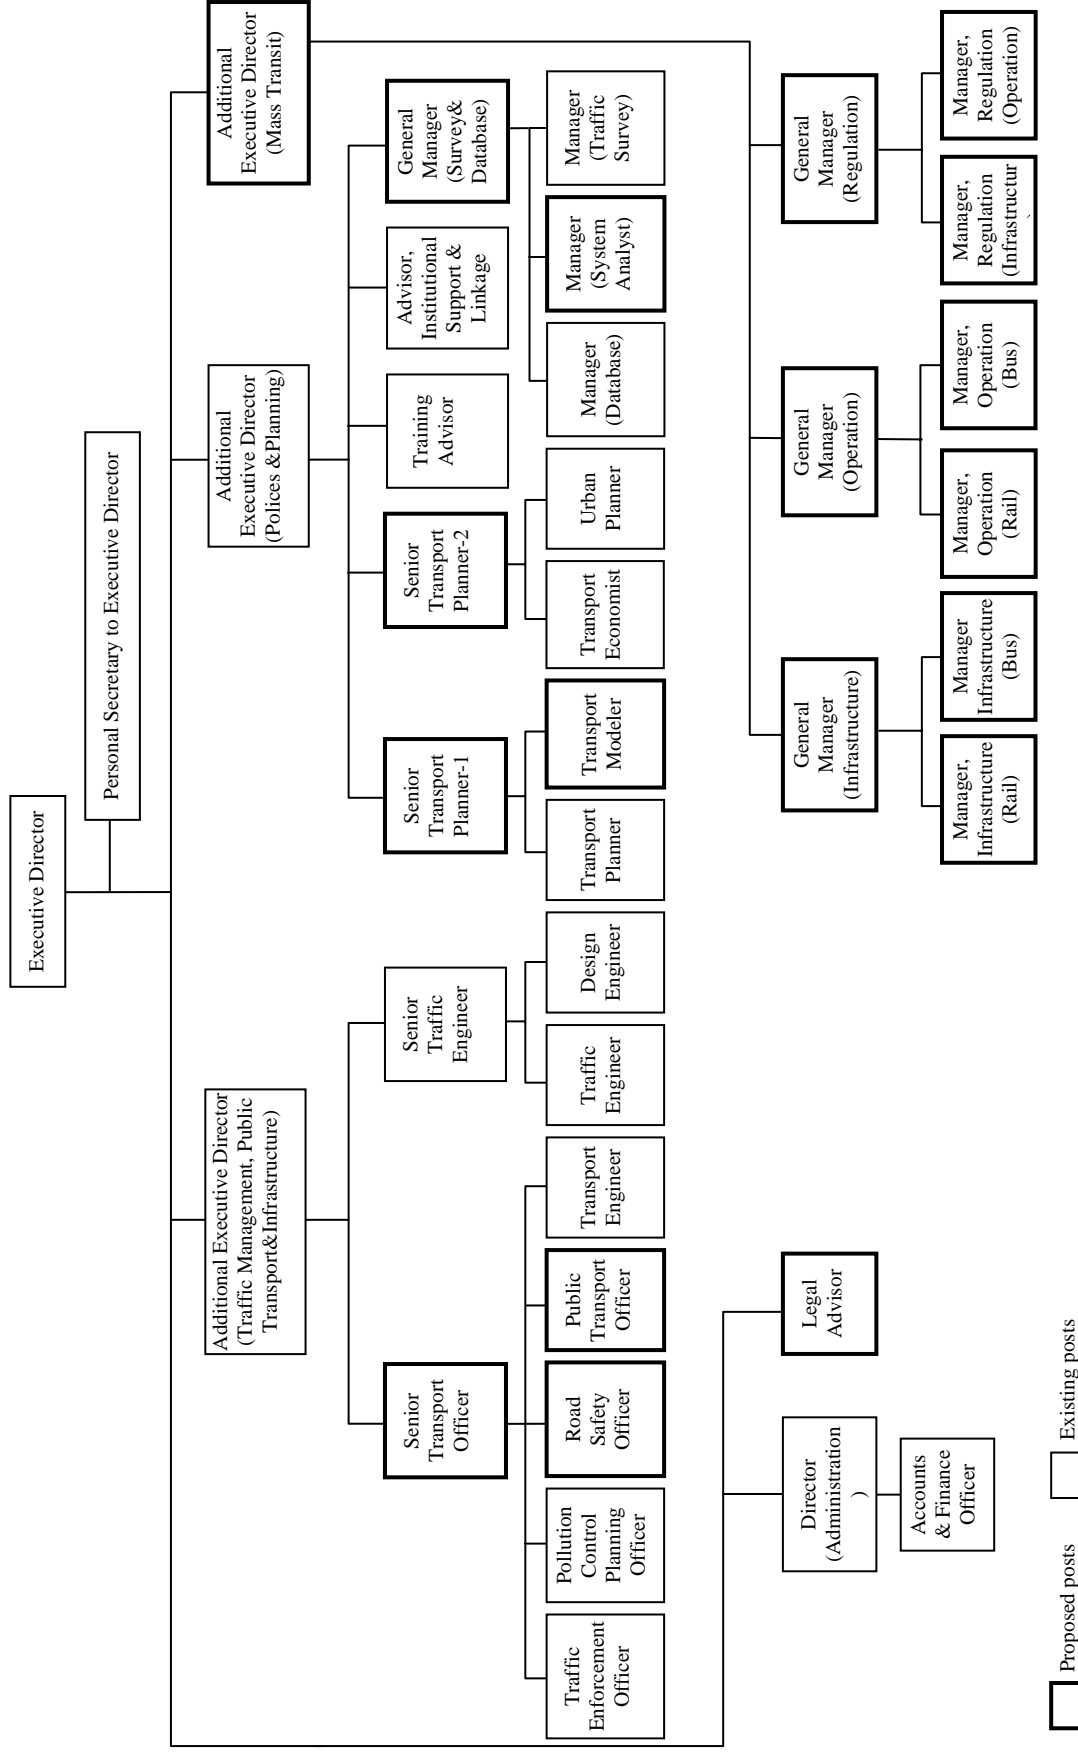 Executive Director
Personal Secretary to Executive Director
Additional Executive Director
(Traffic Management, Public
Transport&Infrastructure)
Additional
Executive Director
(Polices &Planning)
Additional
Executive Director
(Mass Transit)
Senior
Transport
Officer
Senior
Traffic
Engineer
Senior
Transport
Planner-1
Senior
Transport
Planner-2
Training
Advisor
Advisor,
Institutional
Support &
Linkage
General
Manager
(Survey&
Database)
Traffic
Enforcement
Officer
Pollution
Control
Planning
Officer
Road
Safety
Officer
Public
Transport
Officer
Transport
Engineer
Traffic
Engineer
Design
Engineer
Transport
Planner
Transport
Modeler
Transport
Economist
Urban
Planner
Manager
(Database)
Manager
(System
Analyst)
Manager
(Traffic
Survey)
Director
(Administration
)
Legal
Advisor
General
Manager
(Infrastructure)
General
Manager
(Operation)
General
Manager
(Regulation)
Accounts
& Finance
Officer
Manager,
Infrastructure
(Rail)
Manager
Infrastructure
(Bus)
Manager,
Operation
(Rail)
Manager,
Operation
(Bus)
Manager,
Regulation
(Infrastructur
Manager,
Regulation
(Operation)
Proposed posts
Existing posts